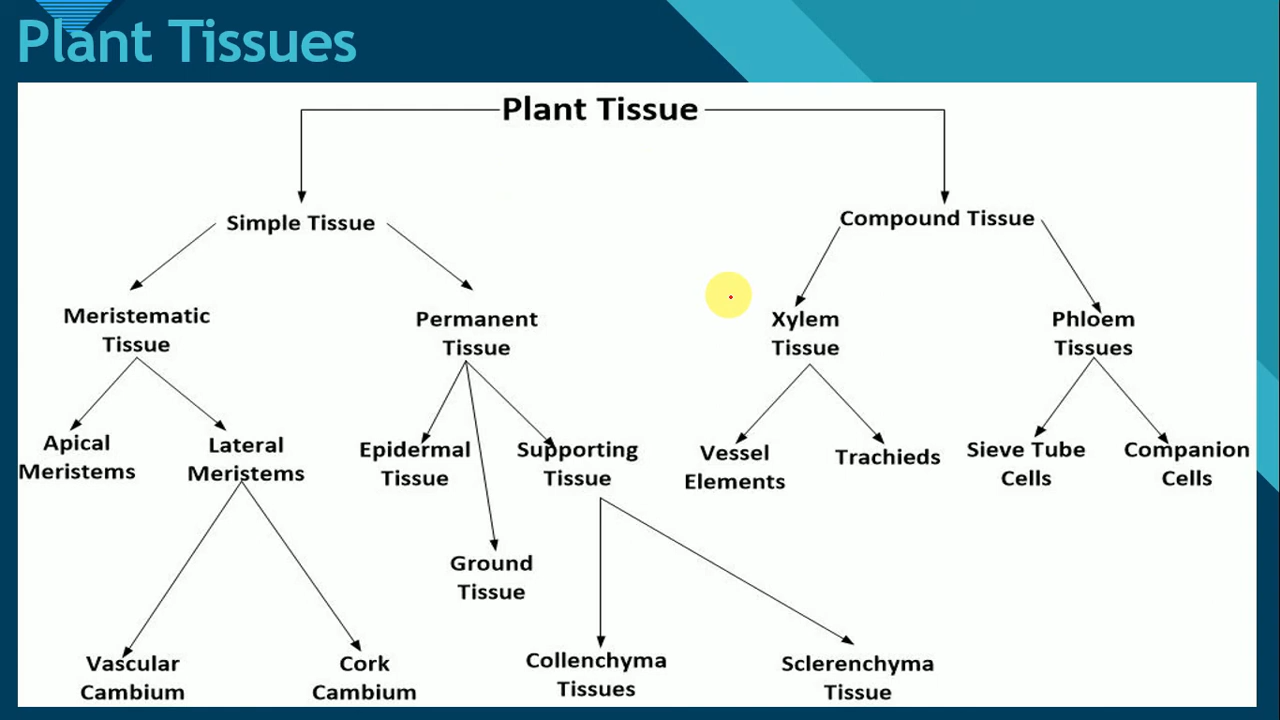 Plant Tissues
Plant Tissue
Simple Tissue
Compound Tissue
Meristematic
Tissue
Permanent
Tissue
Xylem
Tissue
Phloem
Tissues
Apical
Meristems
Lateral
Meristems
Epidermal
Tissue
Supporting
Tissue
Vessel
Elements
Trachieds
Sieve Tube
Cells
Companion
Cells
Ground
Tissue
Vascular
Cambium
Cork
Cambium
Collenchyma
Tissues
Sclerenchyma
Tissue